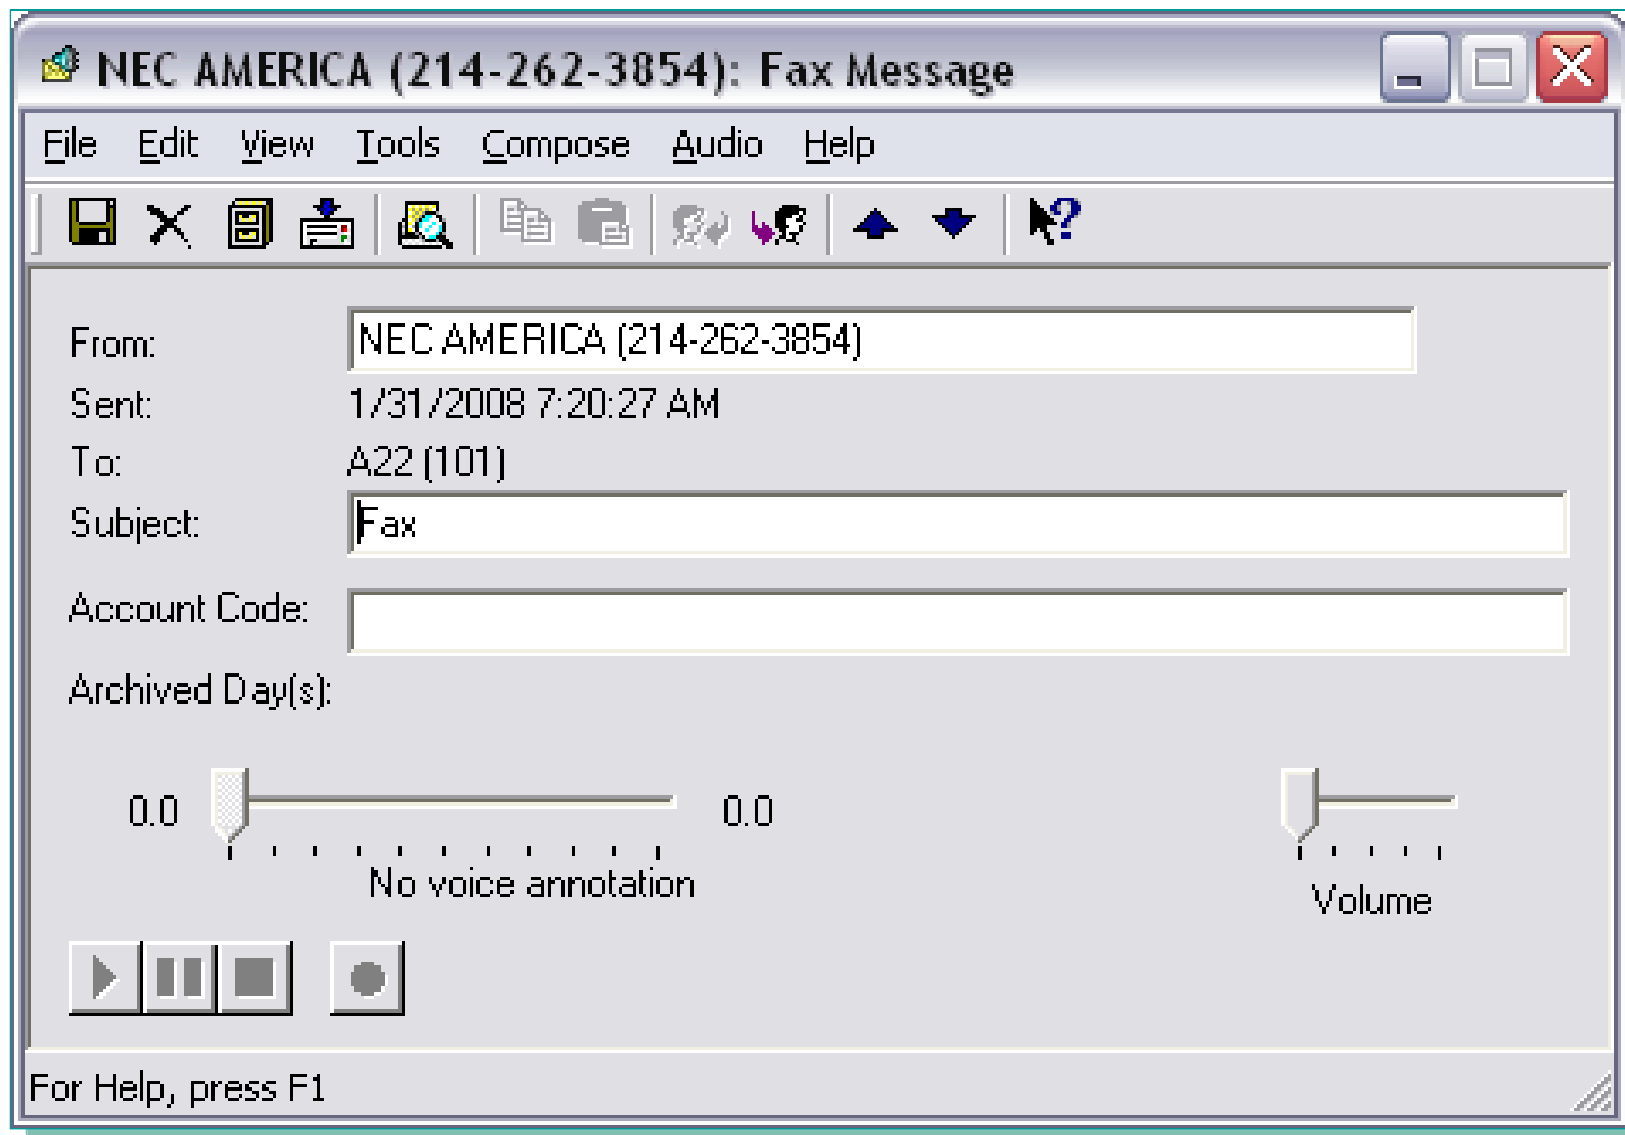 NEC AMERICA (214-262-3854): Fax Message
File Edit View Tools Compose Audio Help
From: NEC AMERICA (214-262-3854)
Sent: 1/31/2008 7:20:27 AM
To: A22 (101)
Subject: Fax
Account Code:
Archived Day(s):
0.0 0.0
No voice annotation
Volume
For Help, press F1